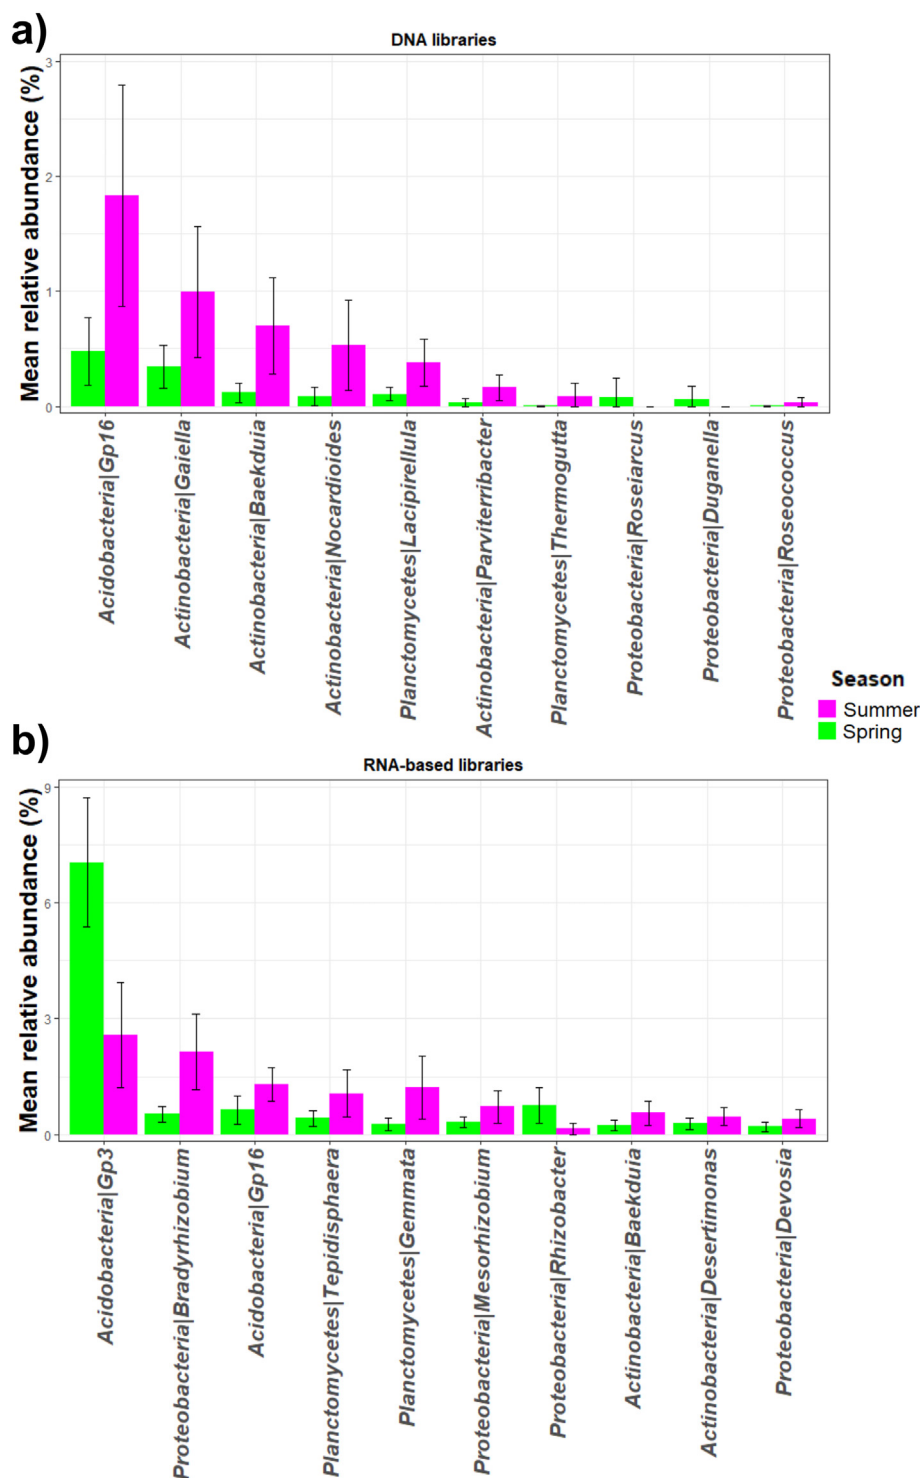 a)
DNA libraries
Mean relative abundance (%)
3
2
1
0
Acidobacteria|Gp16
Actinobacteria|Gaiella
Actinobacteria|Baekduia
Actinobacteria|Nocardioides
Planctomycetes|Lacipirellula
Actinobacteria|Parviterribacter
Planctomycetes|Thermogutta
Proteobacteria|Roseiarcus
Proteobacteria|Duganella
Proteobacteria|Roseococcus
Season
Summer
Spring
b)
RNA-based libraries
Mean relative abundance (%)
9
6
3
0
Acidobacteria|Gp3
Proteobacteria|Bradyrhizobium
Acidobacteria|Gp16
Planctomycetes|Tepidisphaera
Planctomycetes|Gemmata
Proteobacteria|Mesorhizobium
Proteobacteria|Rhizobacter
Actinobacteria|Baekduia
Actinobacteria|Desertimonas
Proteobacteria|Devosia